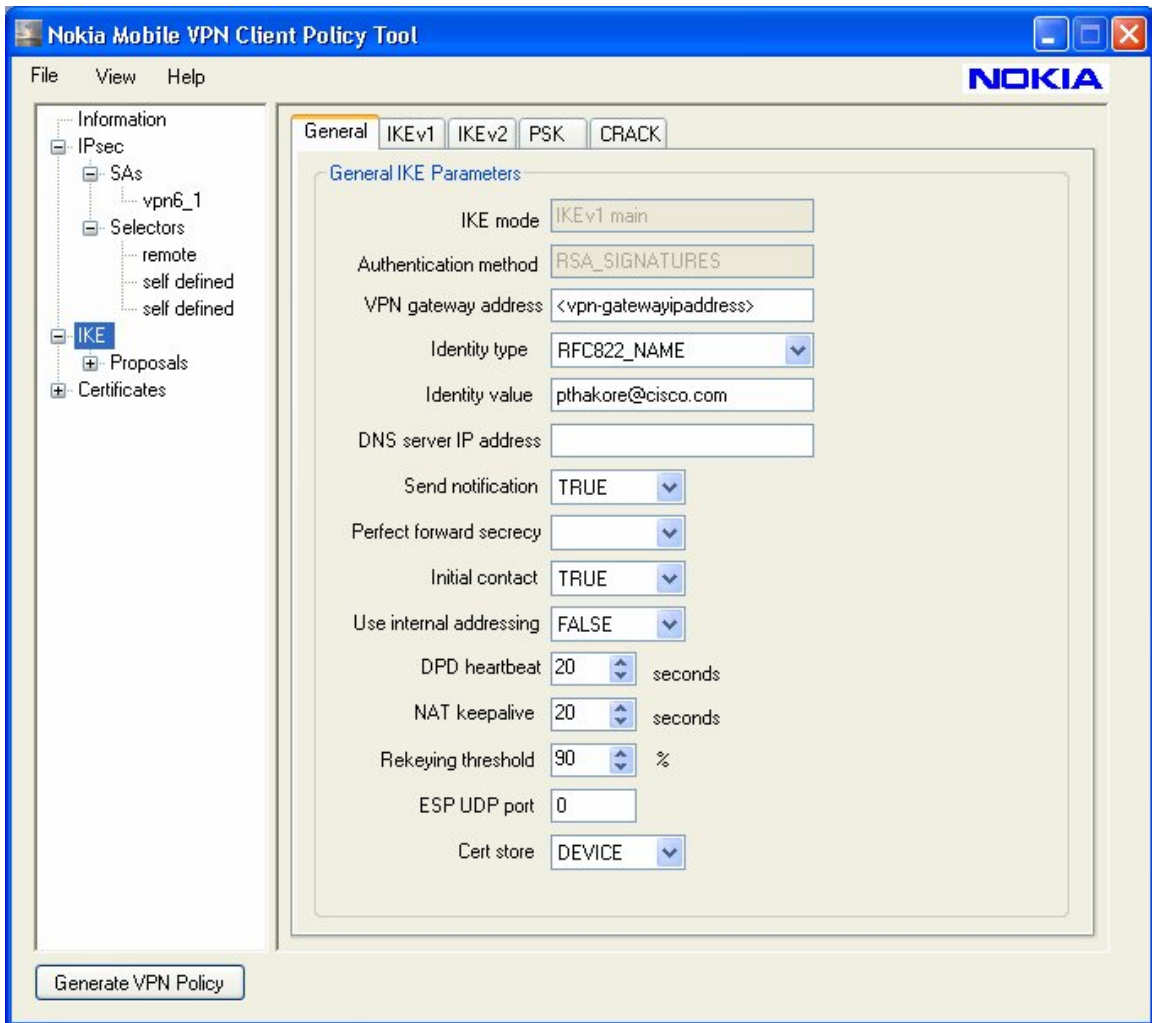 Nokia Mobile VPN Client Policy Tool
File View Help
NOKIA
Information
IPsec
SAs
vpn6_1
Selectors
remote
self defined
self defined
IKE
Proposals
Certificates
General IKEv1 IKEv2 PSK CRACK
General IKE Parameters
IKE mode IKEv1 main
Authentication method RSA_SIGNATURES
VPN gateway address <vpn-gatewayipaddress>
Identity type RFC822_NAME
Identity value pthakore@cisco.com
DNS server IP address
Send notification TRUE
Perfect forward secrecy
Initial contact TRUE
Use internal addressing FALSE
DPD heartbeat 20 seconds
NAT keepalive 20 seconds
Rekeying threshold 90 %
ESP UDP port 0
Cert store DEVICE
Generate VPN Policy